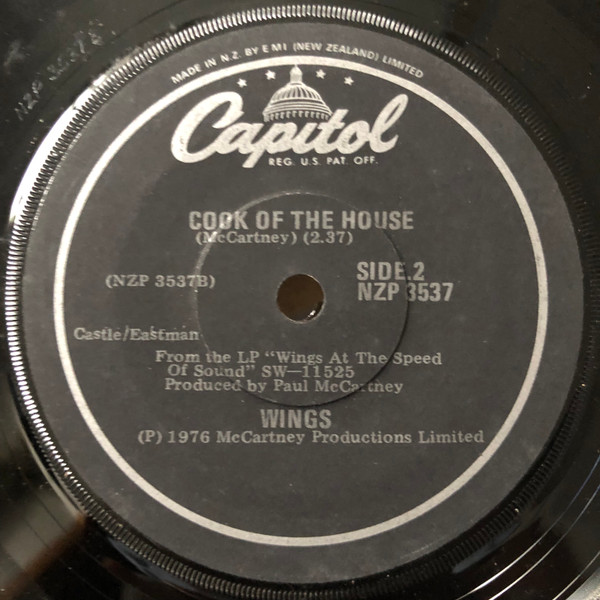 MADE IN N.Z. BY EMI (NEW ZEALAND) LIMITED
Capitol
REG. U.S. PAT. OFF.
COOK OF THE HOUSE
(McCartney) (2.37)
(NZP 3537B)
SIDE.2
NZP 3537
Castle/Eastman
From the LP "Wings At The Speed
Of Sound" SW—11525
Produced by Paul McCartney
WINGS
(P) 1976 McCartney Productions Limited